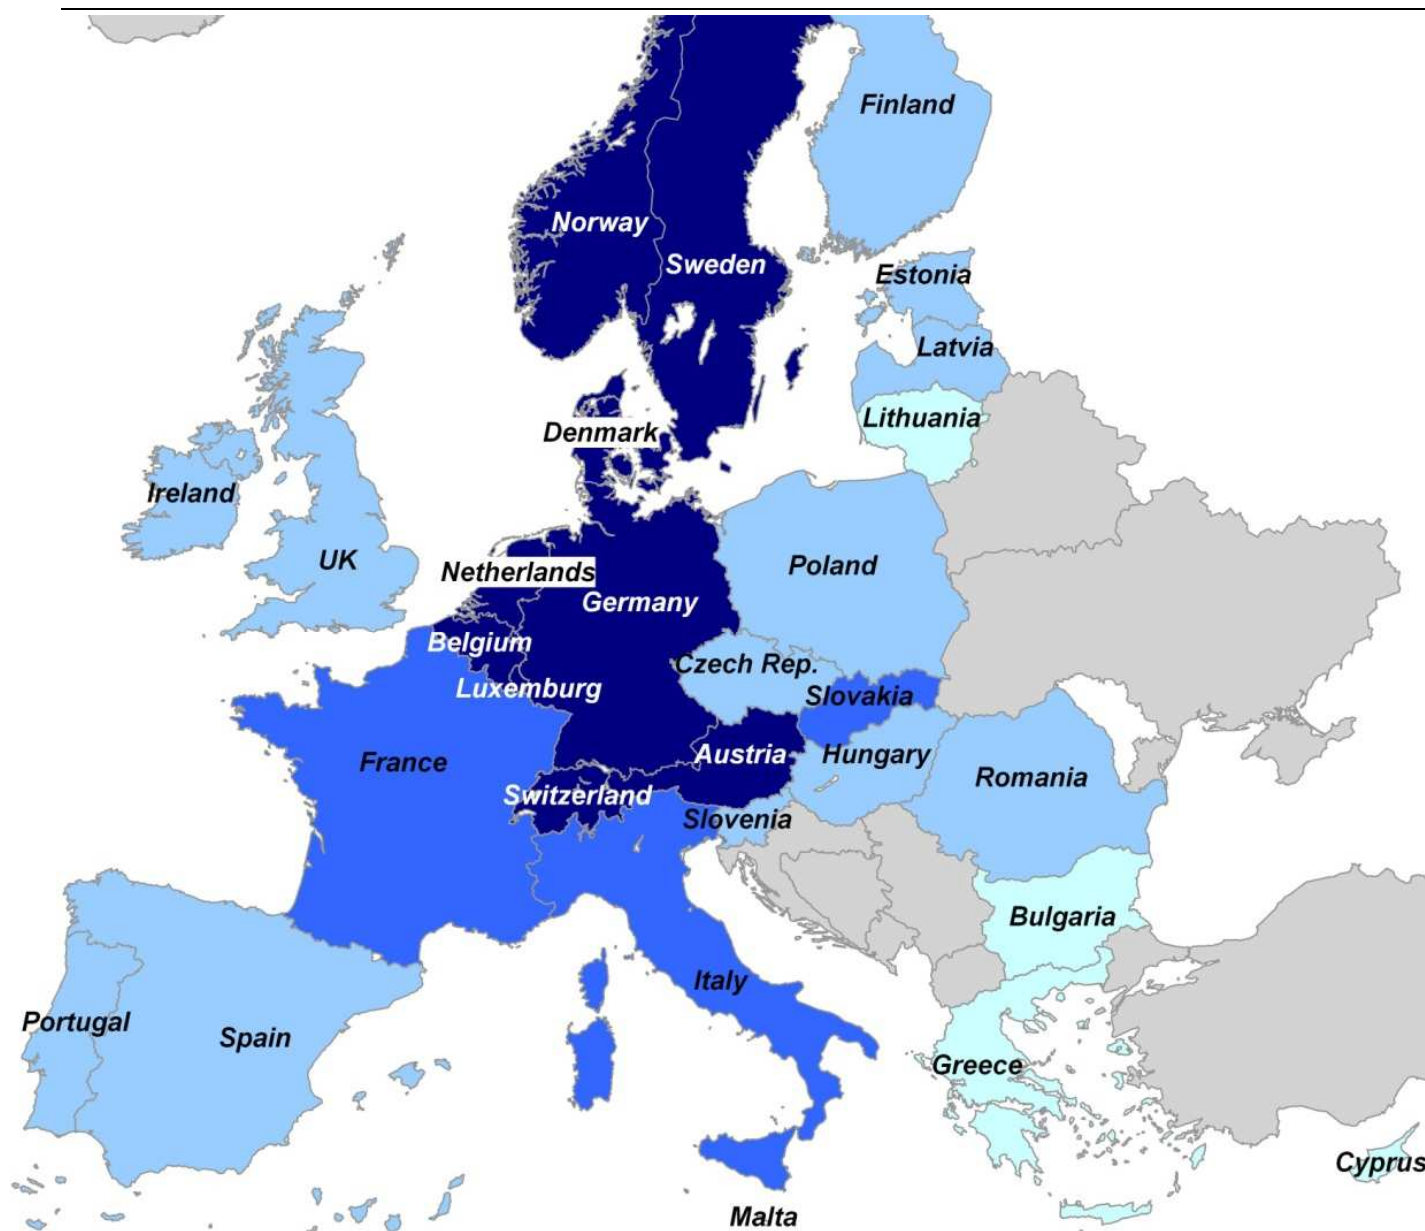 Finland
Norway
Sweden
Estonia
Latvia
Lithuania
Denmark
Ireland
UK
Netherlands
Poland
Germany
Belgium
Czech Rep.
Luxemburg
Slovakia
France
Austria
Hungary
Romania
Switzerland
Slovenia
Bulgaria
Italy
Portugal
Spain
Greece
Cyprus
Malta